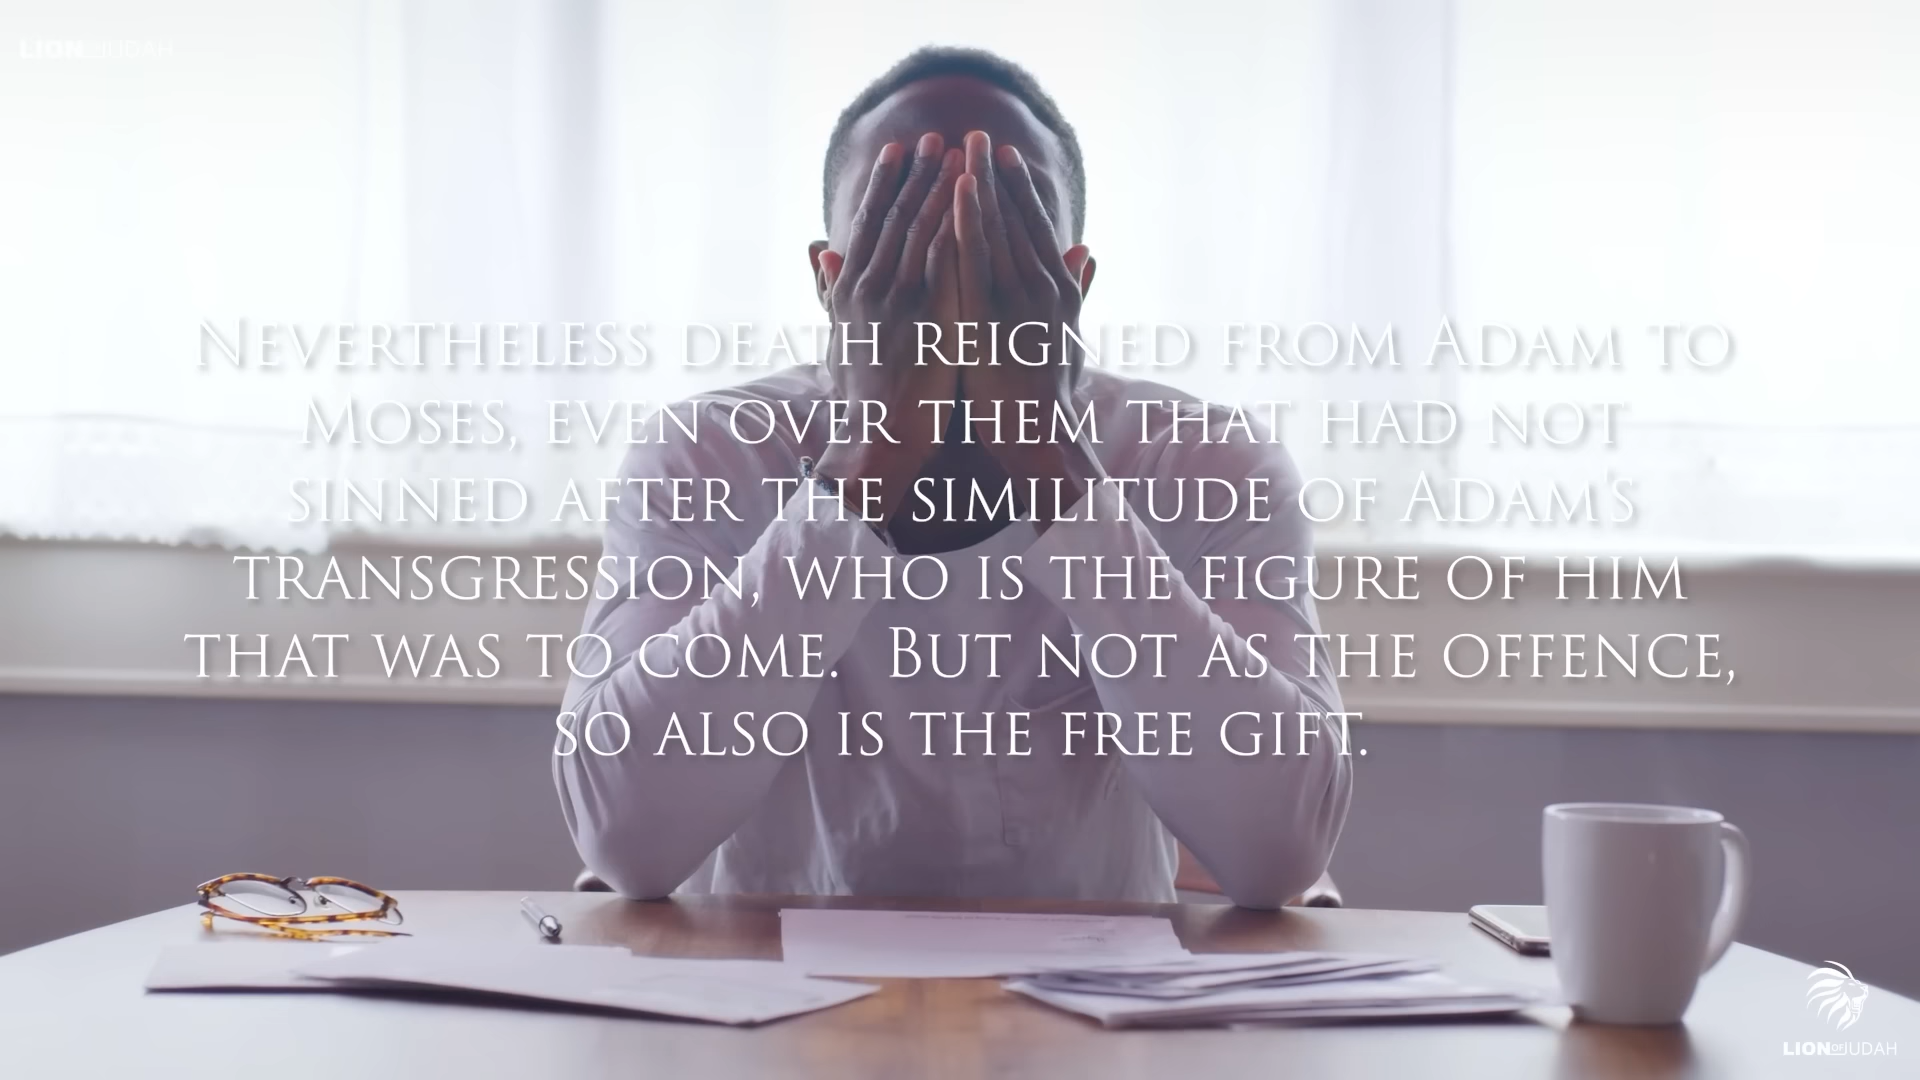 LION OF JUDAH
Nevertheless death reigned from Adam to
Moses, even over them that had not
sinned after the similitude of Adam's
transgression, who is the figure of him
that was to come. But not as the offence,
so also is the free gift.
LION OF JUDAH